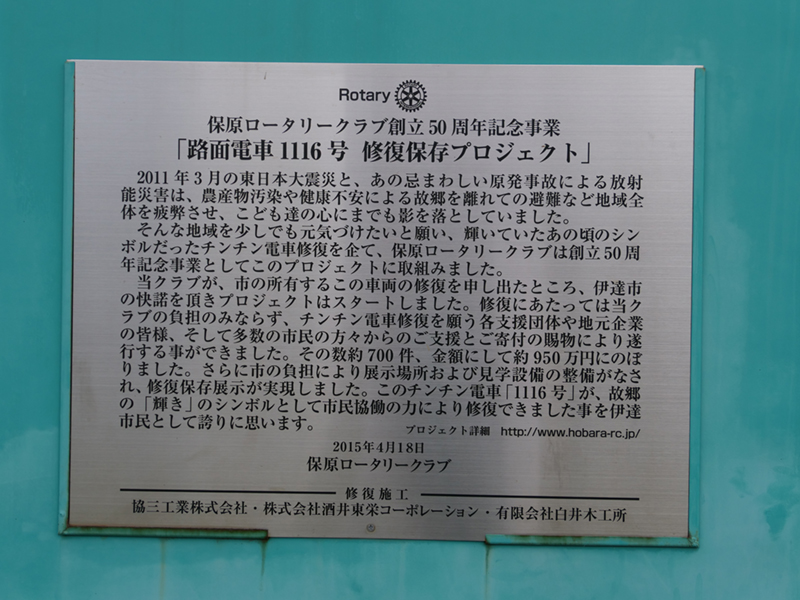 Rotary
保原ロータリークラブ創立50周年記念事業
「路面電車1116号 修復保存プロジェクト」
2011年3月の東日本大震災と、あの忌まわしい原発事故による放射
能災害は、農産物汚染や健康不安による故郷を離れての避難など地域全
体を疲弊させ、こども達の心にまでも影を落としていました。
そんな地域を少しでも元気づけたいと願い、輝いていたあの頃のシン
ボルだったチンチン電車修復を企て、保原ロータリークラブは創立50周
年記念事業としてこのプロジェクトに取組みました。
当クラブが、市の所有するこの車両の修復を申し出たところ、伊達市
の快諾を頂きプロジェクトはスタートしました。修復にあたっては当ク
ラブの負担のみならず、チンチン電車修復を願う各支援団体や地元企業
の皆様、そして多数の市民の方々からのご支援とご寄付の賜物により遂
行する事ができました。その数約700件、金額にして約950万円にのぼ
りました。さらに市の負担により展示場所および見学設備の整備がなさ
れ、修復保存展示が実現しました。このチンチン電車「1116号」が、故郷
の「輝き」のシンボルとして市民協働の力により修復できました事を伊達
市民として誇りに思います。
プロジェクト詳細 http://www.hobara-rc.jp/
2015年4月18日
保原ロータリークラブ
修復施工
協三工業株式会社・株式会社酒井東栄コーポレーション・有限会社白井木工所